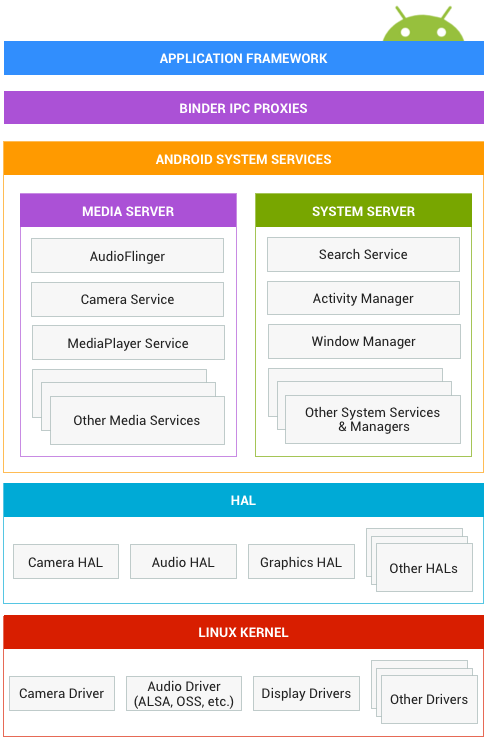 APPLICATION FRAMEWORK
BINDER IPC PROXIES
ANDROID SYSTEM SERVICES
MEDIA SERVER
AudioFlinger
Camera Service
MediaPlayer Service
Other Media Services
SYSTEM SERVER
Search Service
Activity Manager
Window Manager
Other System Services
& Managers
HAL
Camera HAL
Audio HAL
Graphics HAL
Other HALs
LINUX KERNEL
Camera Driver
Audio Driver
(ALSA, OSS, etc.)
Display Drivers
Other Drivers